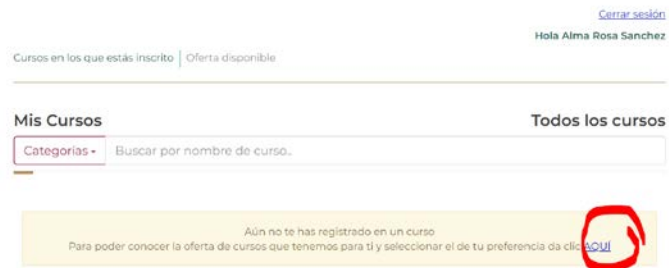 Cerrar sesión
Hola Alma Rosa Sanchez
Cursos en los que estás inscrito Oferta disponible
Mis Cursos Todos los cursos
Categorías Buscar por nombre de curso..
Aún no te has registrado en un curso
Para poder conocer la oferta de cursos que tenemos para ti y seleccionar el de tu preferencia da clic AQUÍ